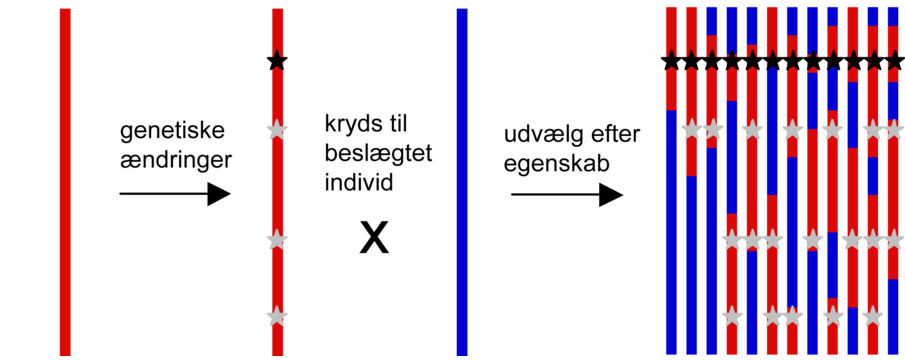 genetiske
ændringer
kryds til
beslægtet
individ
X
udvælg efter
egenskab